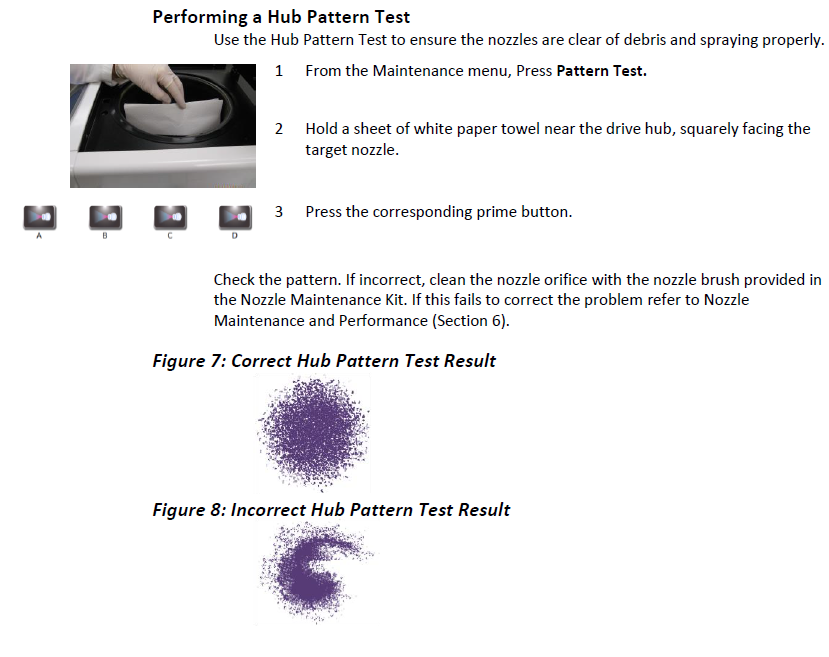 Performing a Hub Pattern Test
Use the Hub Pattern Test to ensure the nozzles are clear of debris and spraying properly.
1 From the Maintenance menu, Press Pattern Test.
2 Hold a sheet of white paper towel near the drive hub, squarely facing the
target nozzle.
A B C D
3 Press the corresponding prime button.
Check the pattern. If incorrect, clean the nozzle orifice with the nozzle brush provided in
the Nozzle Maintenance Kit. If this fails to correct the problem refer to Nozzle
Maintenance and Performance (Section 6).
Figure 7: Correct Hub Pattern Test Result
Figure 8: Incorrect Hub Pattern Test Result